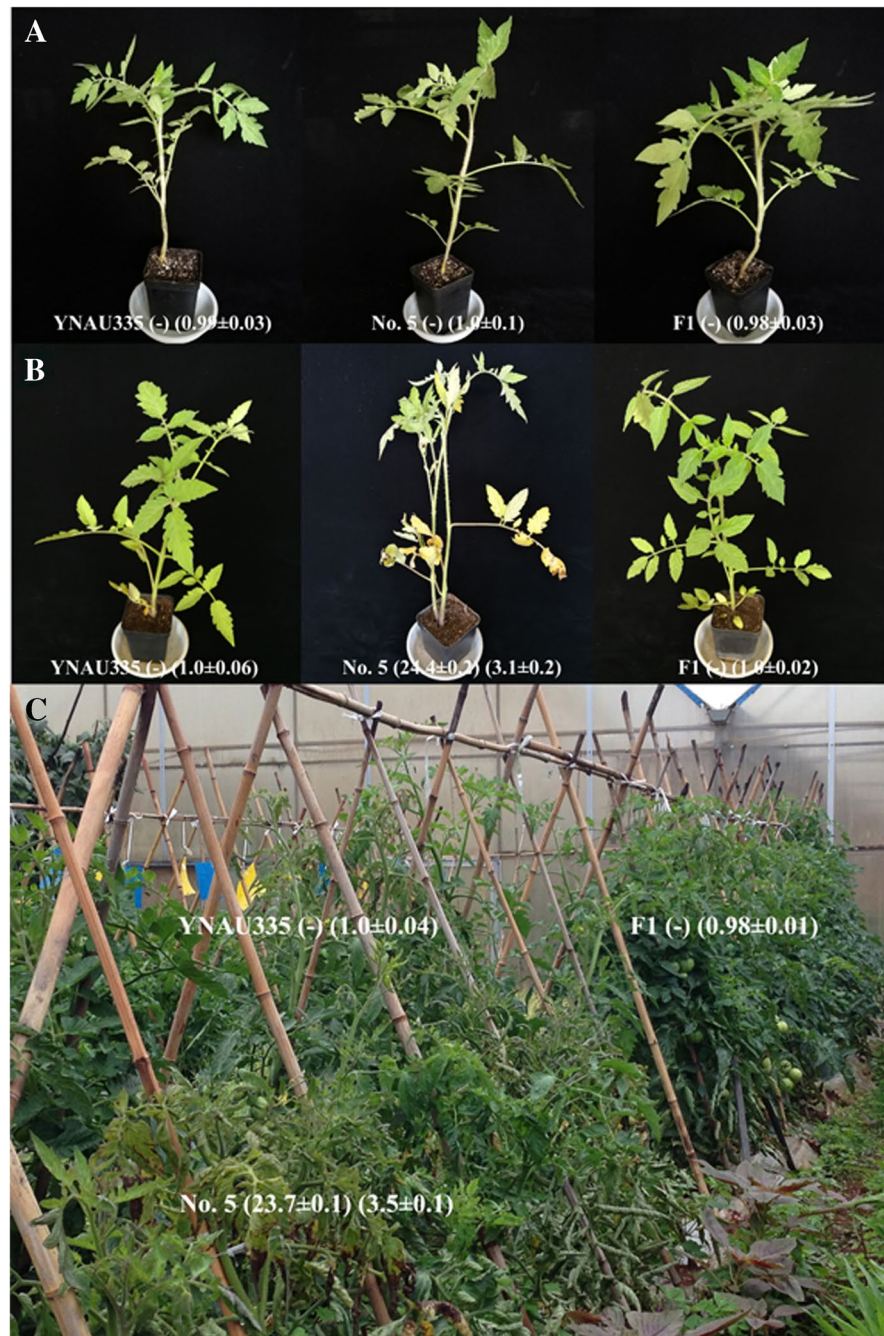 A
YNAU335 (-) (0.99±0.03)
No. 5 (-) (1.0±0.1)
F1 (-) (0.98±0.03)
B
YNAU335 (-) (1.0±0.06)
No. 5 (24.4±0.2) (3.1±0.2)
F1 (-) (1.0±0.02)
C
YNAU335 (-) (1.0±0.04)
F1 (-) (0.98±0.01)
No. 5 (23.7±0.1) (3.5±0.1)